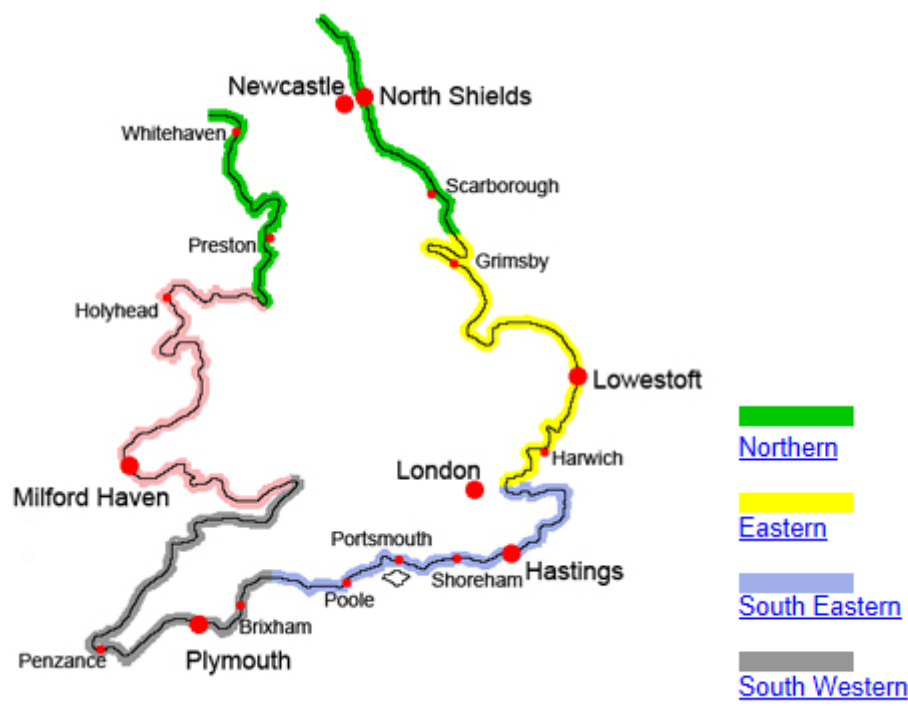 Newcastle
North Shields
Whitehaven
Scarborough
Preston
Grimsby
Holyhead
Lowestoft
Northern
Harwich
London
Milford Haven
Eastern
Portsmouth
Shoreham
Hastings
Poole
South Eastern
Brixham
Penzance
Plymouth
South Western